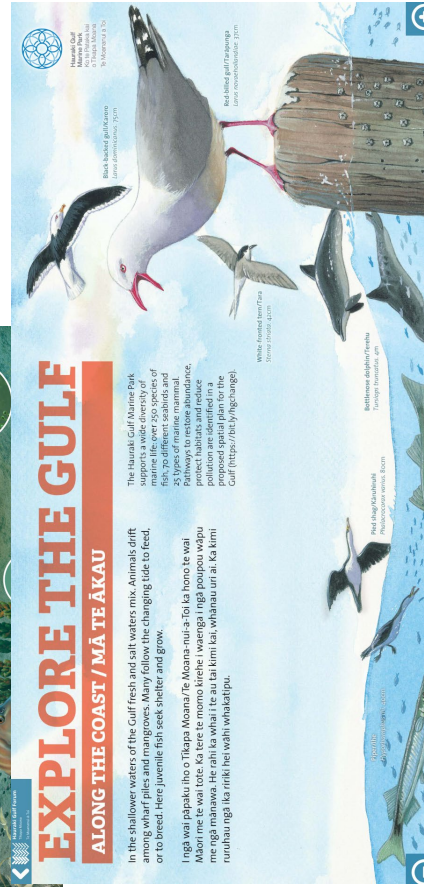 Hauraki Gulf Forum
EXPLORE THE GULF
ALONG THE COAST / MĀ TE ĀKAU
In the shallower waters of the Gulf fresh and salt waters mix. Animals drift
among wharf piles and mangroves. Many follow the changing tide to feed,
or to breed. Here juvenile fish seek shelter and grow.
I ngā wai pāpaku iho o Tīkapa Moana/Te Moana-nui-a-Toi ka hono te wai
Māori me te wai tote. Ka tere te momo kirehe i waenga i ngā poupou wāpu
me ngā mānawa. He rahi ka whai i te au tai kimi kai, whānau uri ai. Ka kimi
ruruhau ngā ika ririki hei wāhi whakatipu.
The Hauraki Gulf Marine Park
supports a wide diversity of
marine life: over 250 species of
fish, 70 different seabirds and
25 types of marine mammal.
Pathways to restore abundance,
protect habitats and reduce
pollution are identified in a
proposed spatial plan for the
Gulf (https://bit.ly/hgchange).
Hauraki Gulf
Marine Park
Ko te Pātaka kai
o Tīkapa Moana
Te Moananui a Toi
Black-backed gull/Karoro
Larus dominicanus. 75cm
Red-billed gull/Tarāpunga
Larus novaehollandiae. 37cm
White-fronted tern/Tara
Sterna striata. 42cm
Bottlenose dolphin/Terehu
Tursiops truncatus. 4m
Pied shag/Kāruhiruhi
Phalacrocorax varius. 80cm